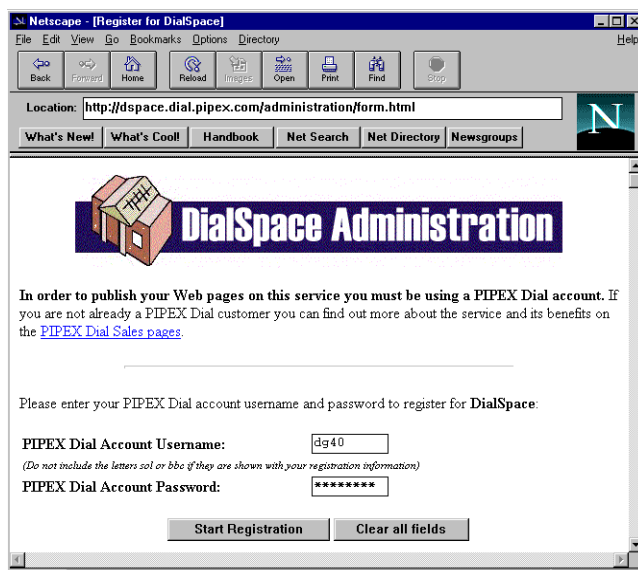 Netscape - [Register for DialSpace]
File Edit View Go Bookmarks Options Directory Help
Back Forward Home Reload Images Open Print Find Stop
Location: http://dspace.dial.pipex.com/administration/form.html
N
What's New! What's Cool! Handbook Net Search Net Directory Newsgroups
DialSpace Administration
In order to publish your Web pages on this service you must be using a PIPEX Dial account. If
you are not already a PIPEX Dial customer you can find out more about the service and its benefits on
the PIPEX Dial Sales pages.
Please enter your PIPEX Dial account username and password to register for DialSpace:
PIPEX Dial Account Username: dg40
(Do not include the letters sol or bbc if they are shown with your registration information)
PIPEX Dial Account Password: ********
Start Registration Clear all fields